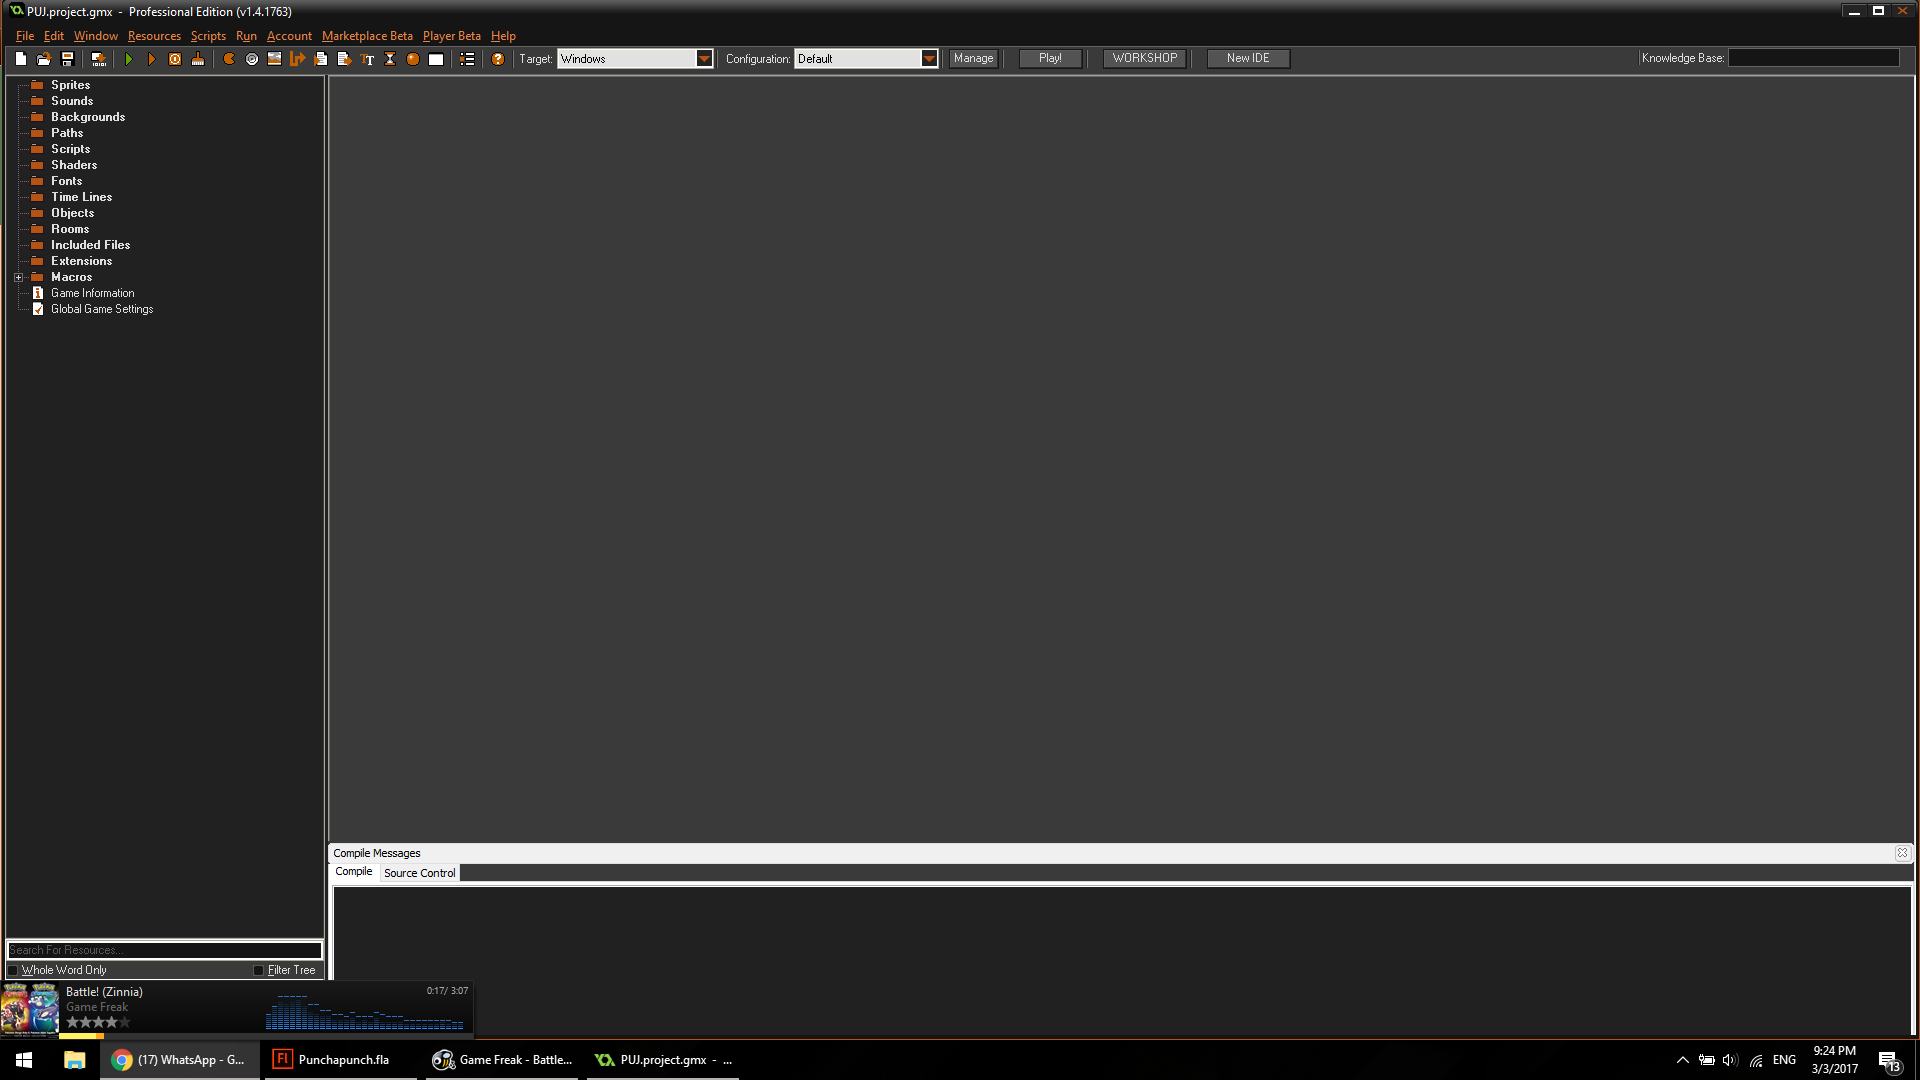 PUJ.project.gmx  -  Professional Edition (v1.4.1763)
File Edit Window Resources Scripts Run Account Marketplace Beta Player Beta Help
Target: Windows Configuration: Default Manage Play! WORKSHOP New IDE Knowledge Base:
Sprites
Sounds
Backgrounds
Paths
Scripts
Shaders
Fonts
Time Lines
Objects
Rooms
Included Files
Extensions
Macros
Game Information
Global Game Settings
Compile Messages
Compile Source Control
Search For Resources...
Whole Word Only Filter Tree
Battle! (Zinnia) 0:17/ 3:07
Game Freak
(17) WhatsApp - G... Punchapunch.fla Game Freak - Battle... PUJ.project.gmx  -  ... ENG 9:24 PM
3/3/2017 13